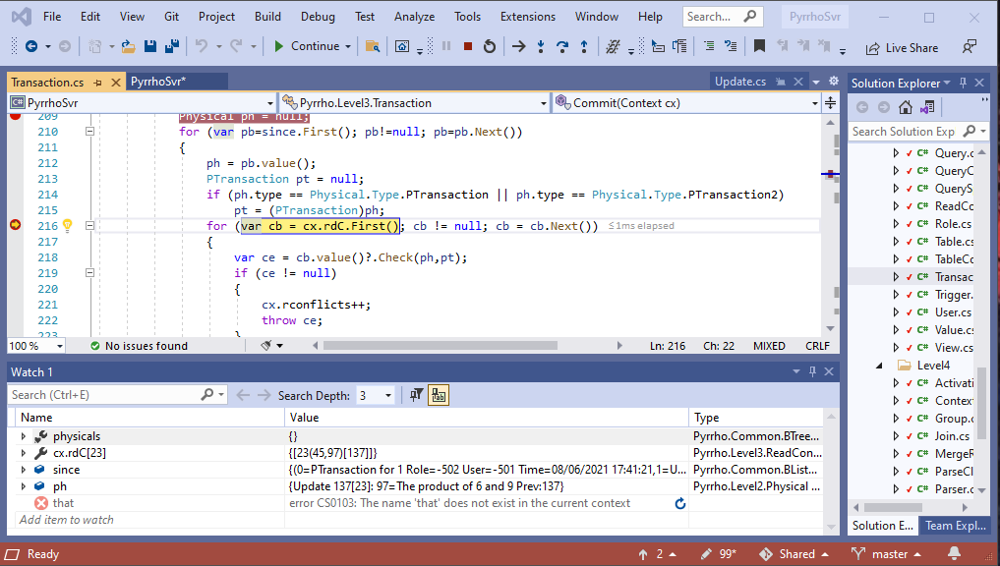 File Edit View Git Project Build Debug Test Analyze Tools Extensions Window Help Search... PyrrhoSvr
Continue Live Share
Transaction.cs PyrrhoSvr* Update.cs
PyrrhoSvr Pyrrho.Level3.Transaction Commit(Context cx)
209 Physical ph = null;
210 for (var pb=since.First(); pb!=null; pb=pb.Next())
211 {
212 ph = pb.value();
213 PTransaction pt = null;
214 if (ph.type == Physical.Type.PTransaction || ph.type == Physical.Type.PTransaction2)
215 pt = (PTransaction)ph;
216 for (var cb = cx.rdC.First(); cb != null; cb = cb.Next()) ≤1ms elapsed
217 {
218 var ce = cb.value()?.Check(ph,pt);
219 if (ce != null)
220 {
221 cx.rconflicts++;
222 throw ce;
223 }
100 % No issues found Ln: 216 Ch: 22 MIXED CRLF
Watch 1
Search (Ctrl+E) Search Depth: 3
Name Value Type
physicals {} Pyrrho.Common.BTree...
cx.rdC[23] {[23(45,97)[137]]} Pyrrho.Level3.ReadCon...
since {(0=PTransaction for 1 Role=-502 User=-501 Time=08/06/2021 17:41:21,1=U... Pyrrho.Common.BList...
ph {Update 137[23]: 97=The product of 6 and 9 Prev:137} Pyrrho.Level2.Physical ...
that error CS0103: The name 'that' does not exist in the current context
Add item to watch
Solution Explorer
Search Solution Exp
C# Query.c
C# QueryC
C# QueryS
C# ReadCo
C# Role.cs
C# Table.cs
C# TableCo
C# Transac
C# Trigger.
C# User.cs
C# Value.cs
C# View.cs
Level4
C# Activati
C# Context
C# Group.c
C# Join.cs
C# MergeR
C# ParseCl
C# Parser.c
Solution E... Team Expl...
Ready 2 99* Shared master